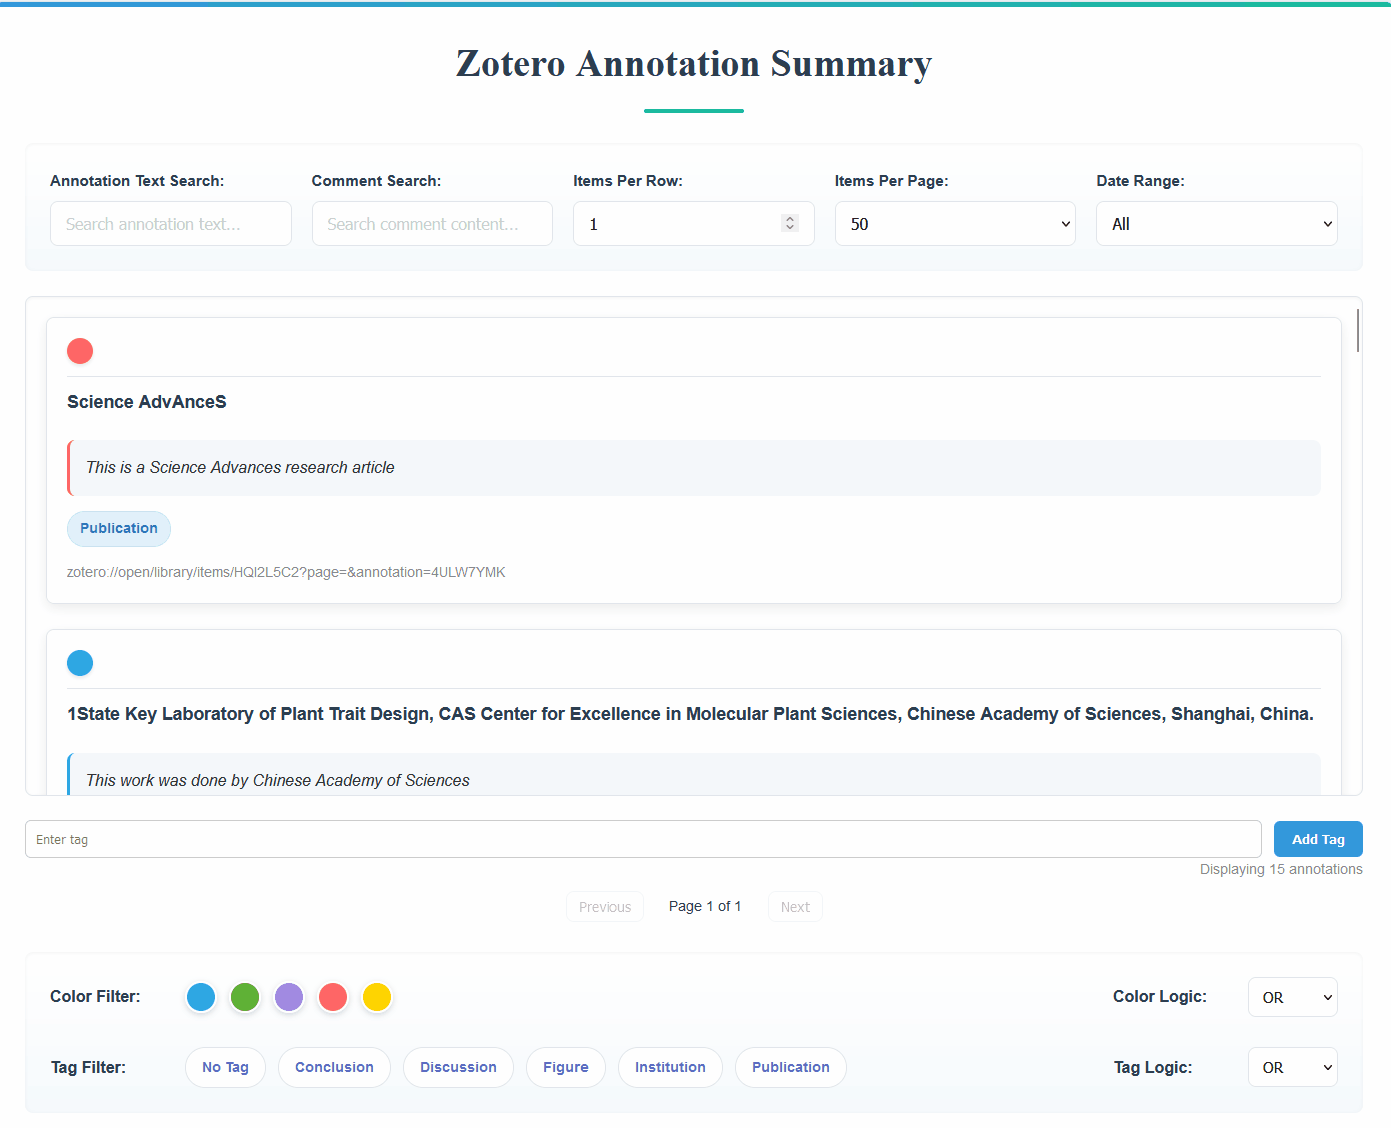 Zotero Annotation Summary
Annotation Text Search: Comment Search: Items Per Row: Items Per Page: Date Range:
Search annotation text... Search comment content... 1 50 All
Science AdvAnceS
This is a Science Advances research article
Publication
zotero://open/library/items/HQI2L5C2?page=&annotation=4ULW7YMK
1State Key Laboratory of Plant Trait Design, CAS Center for Excellence in Molecular Plant Sciences, Chinese Academy of Sciences, Shanghai, China.
This work was done by Chinese Academy of Sciences
Enter tag Add Tag
Displaying 15 annotations
Previous Page 1 of 1 Next
Color Filter: Color Logic: OR
Tag Filter: No Tag Conclusion Discussion Figure Institution Publication Tag Logic: OR